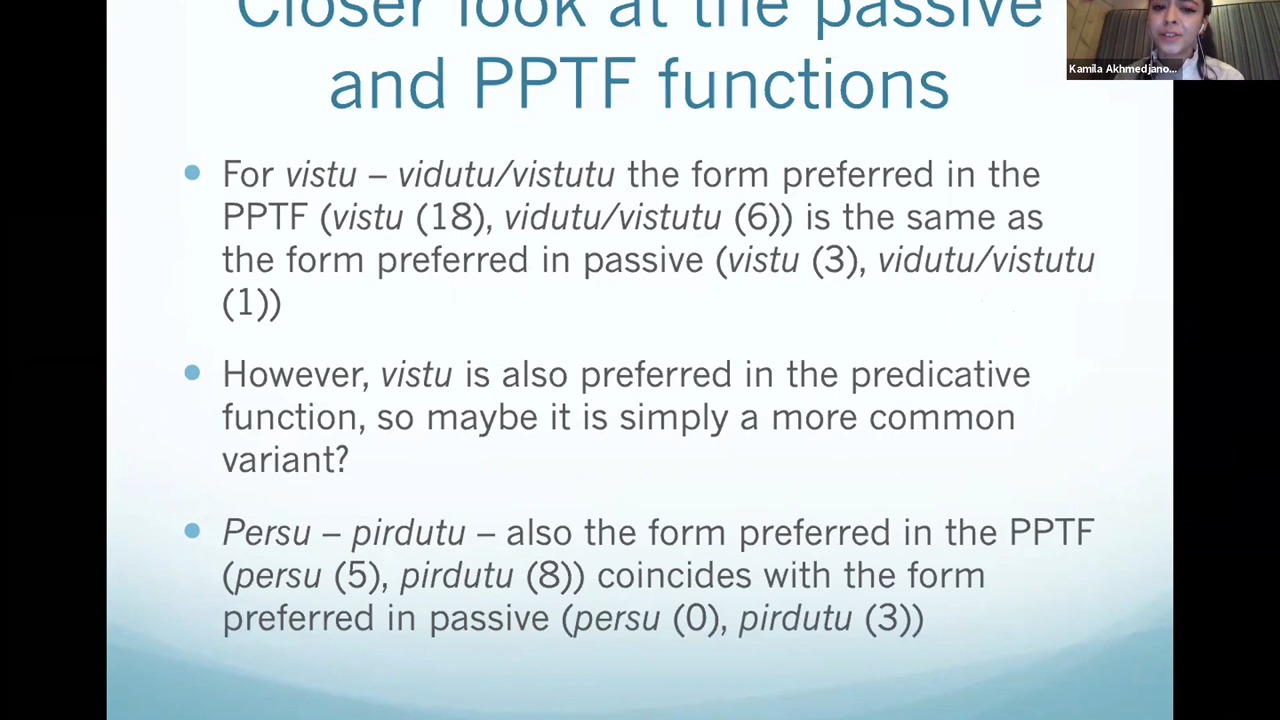 Closer look at the passive
and PPTF functions
Kamila Akhmedjano...
• For vistu – vidutu/vistutu the form preferred in the
PPTF (vistu (18), vidutu/vistutu (6)) is the same as
the form preferred in passive (vistu (3), vidutu/vistutu
(1))
• However, vistu is also preferred in the predicative
function, so maybe it is simply a more common
variant?
• Persu – pirdutu – also the form preferred in the PPTF
(persu (5), pirdutu (8)) coincides with the form
preferred in passive (persu (0), pirdutu (3))